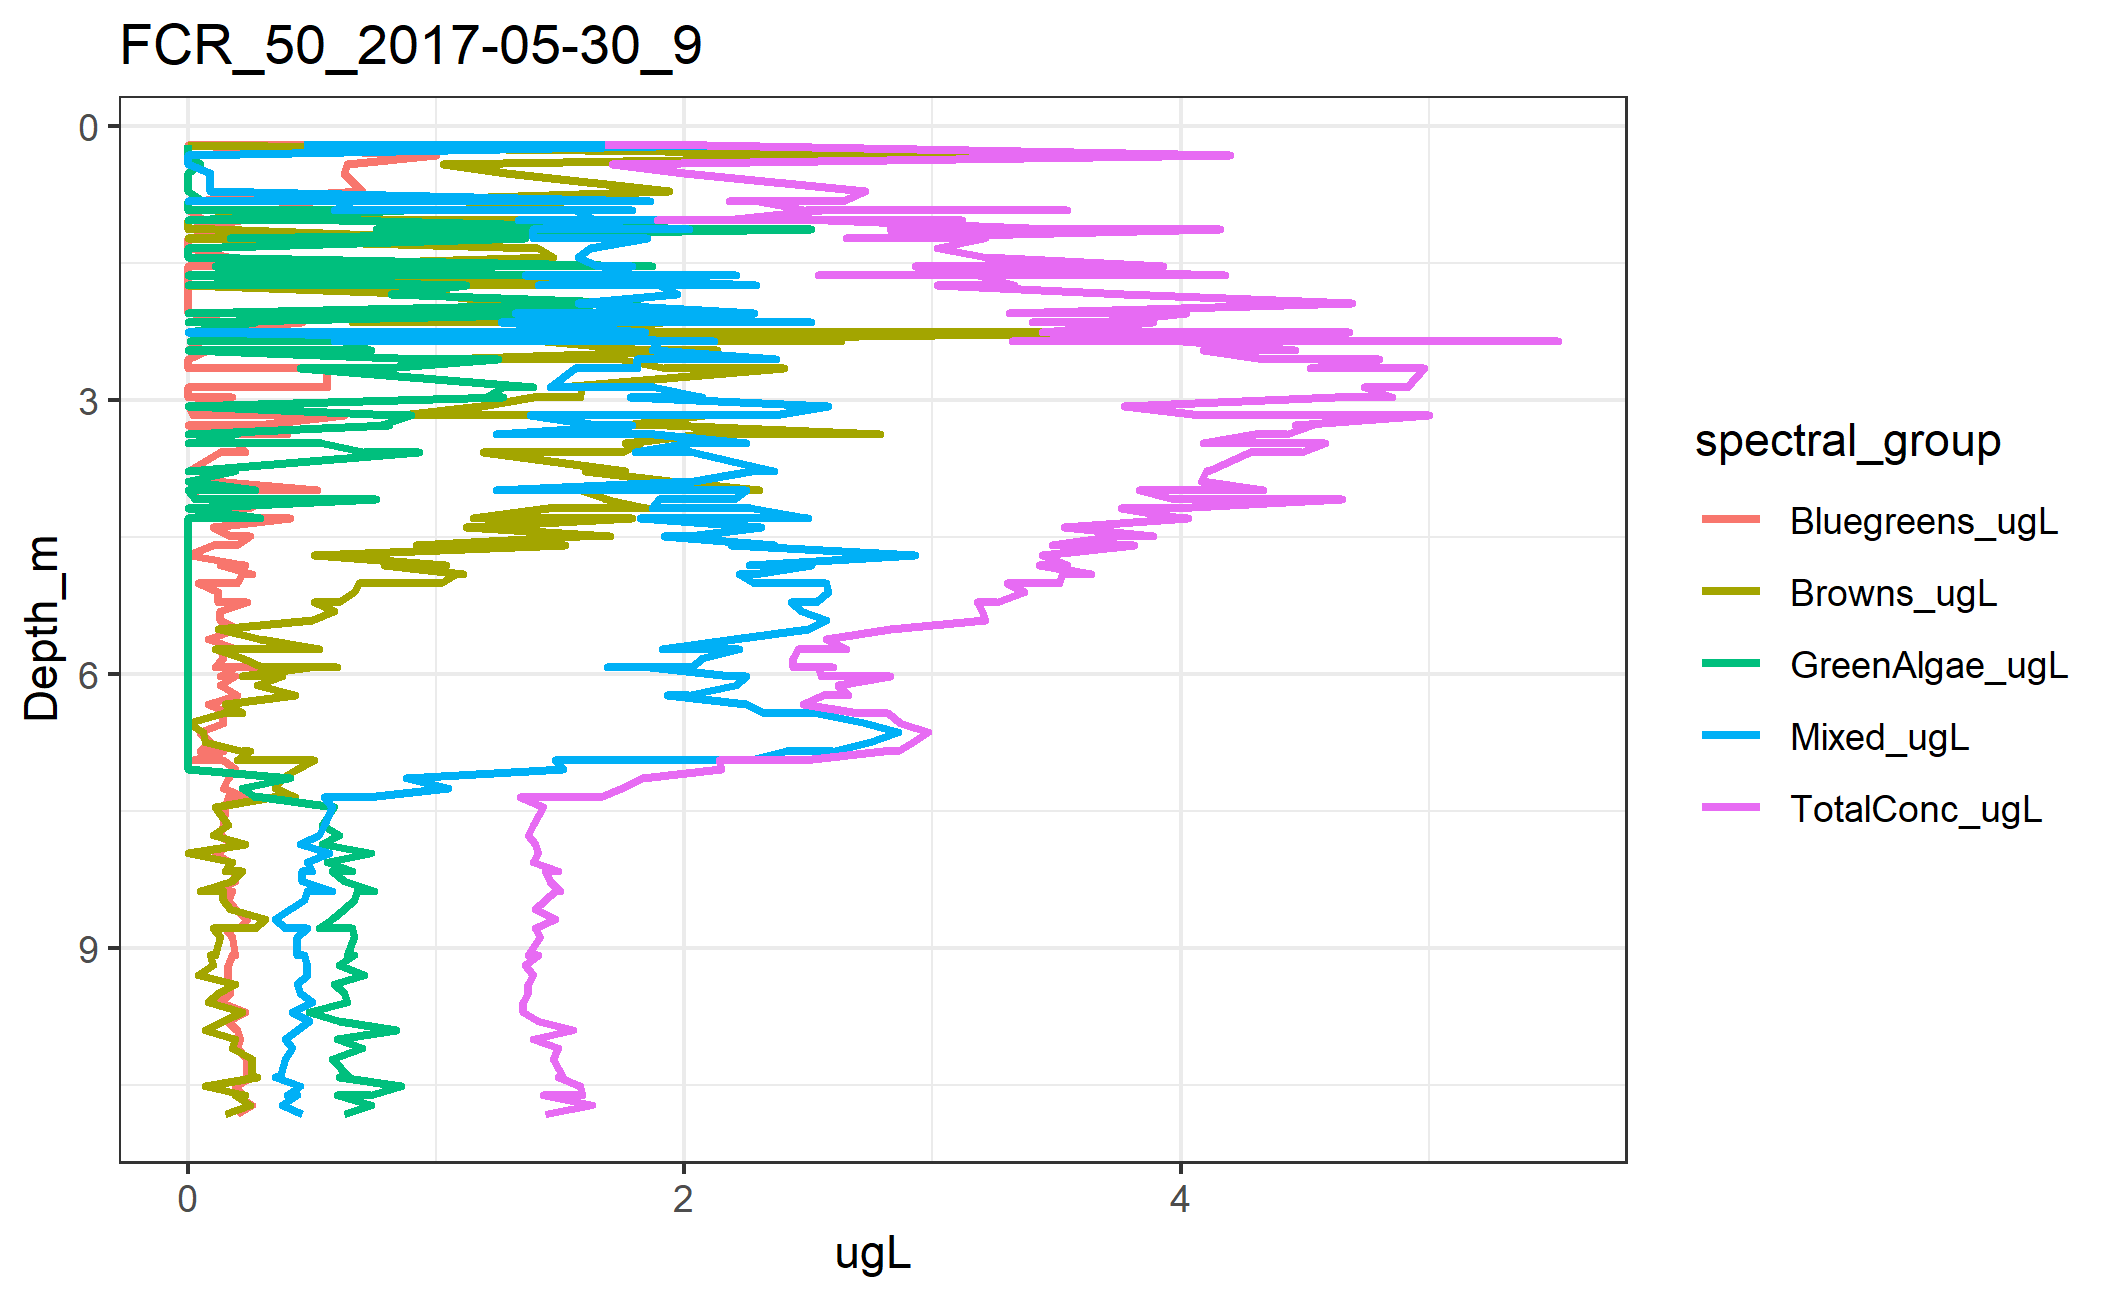 FCR_50_2017-05-30_9
0
3
6
9
Depth_m
0
2
4
ugL
spectral_group
Bluegreens_ugL
Browns_ugL
GreenAlgae_ugL
Mixed_ugL
TotalConc_ugL